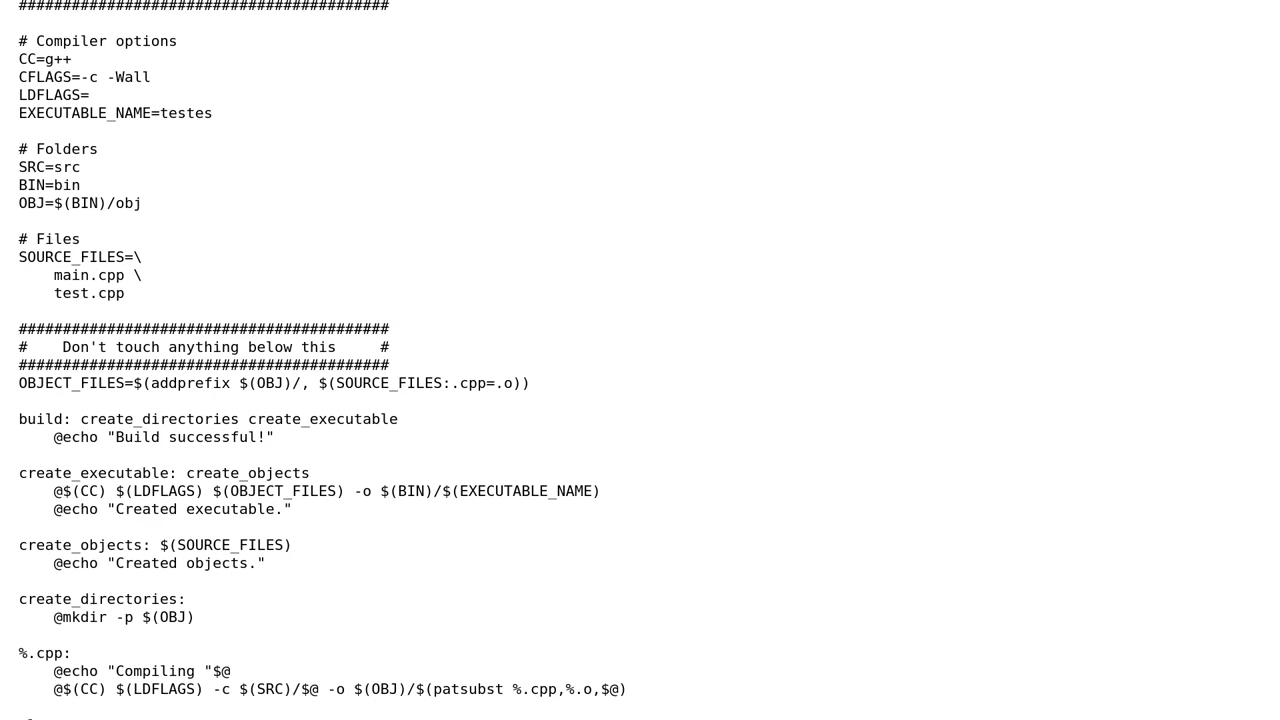 ##########################################
# Compiler options
CC=g++
CFLAGS=-c -Wall
LDFLAGS=
EXECUTABLE_NAME=testes
# Folders
SRC=src
BIN=bin
OBJ=$(BIN)/obj
# Files
SOURCE_FILES=\
    main.cpp \
    test.cpp
##########################################
#    Don't touch anything below this     #
##########################################
OBJECT_FILES=$(addprefix $(OBJ)/, $(SOURCE_FILES:.cpp=.o))
build: create_directories create_executable
    @echo "Build successful!"
create_executable: create_objects
    @$(CC) $(LDFLAGS) $(OBJECT_FILES) -o $(BIN)/$(EXECUTABLE_NAME)
    @echo "Created executable."
create_objects: $(SOURCE_FILES)
    @echo "Created objects."
create_directories:
    @mkdir -p $(OBJ)
%.cpp:
    @echo "Compiling "$@
    @$(CC) $(LDFLAGS) -c $(SRC)/$@ -o $(OBJ)/$(patsubst %.cpp,%.o,$@)